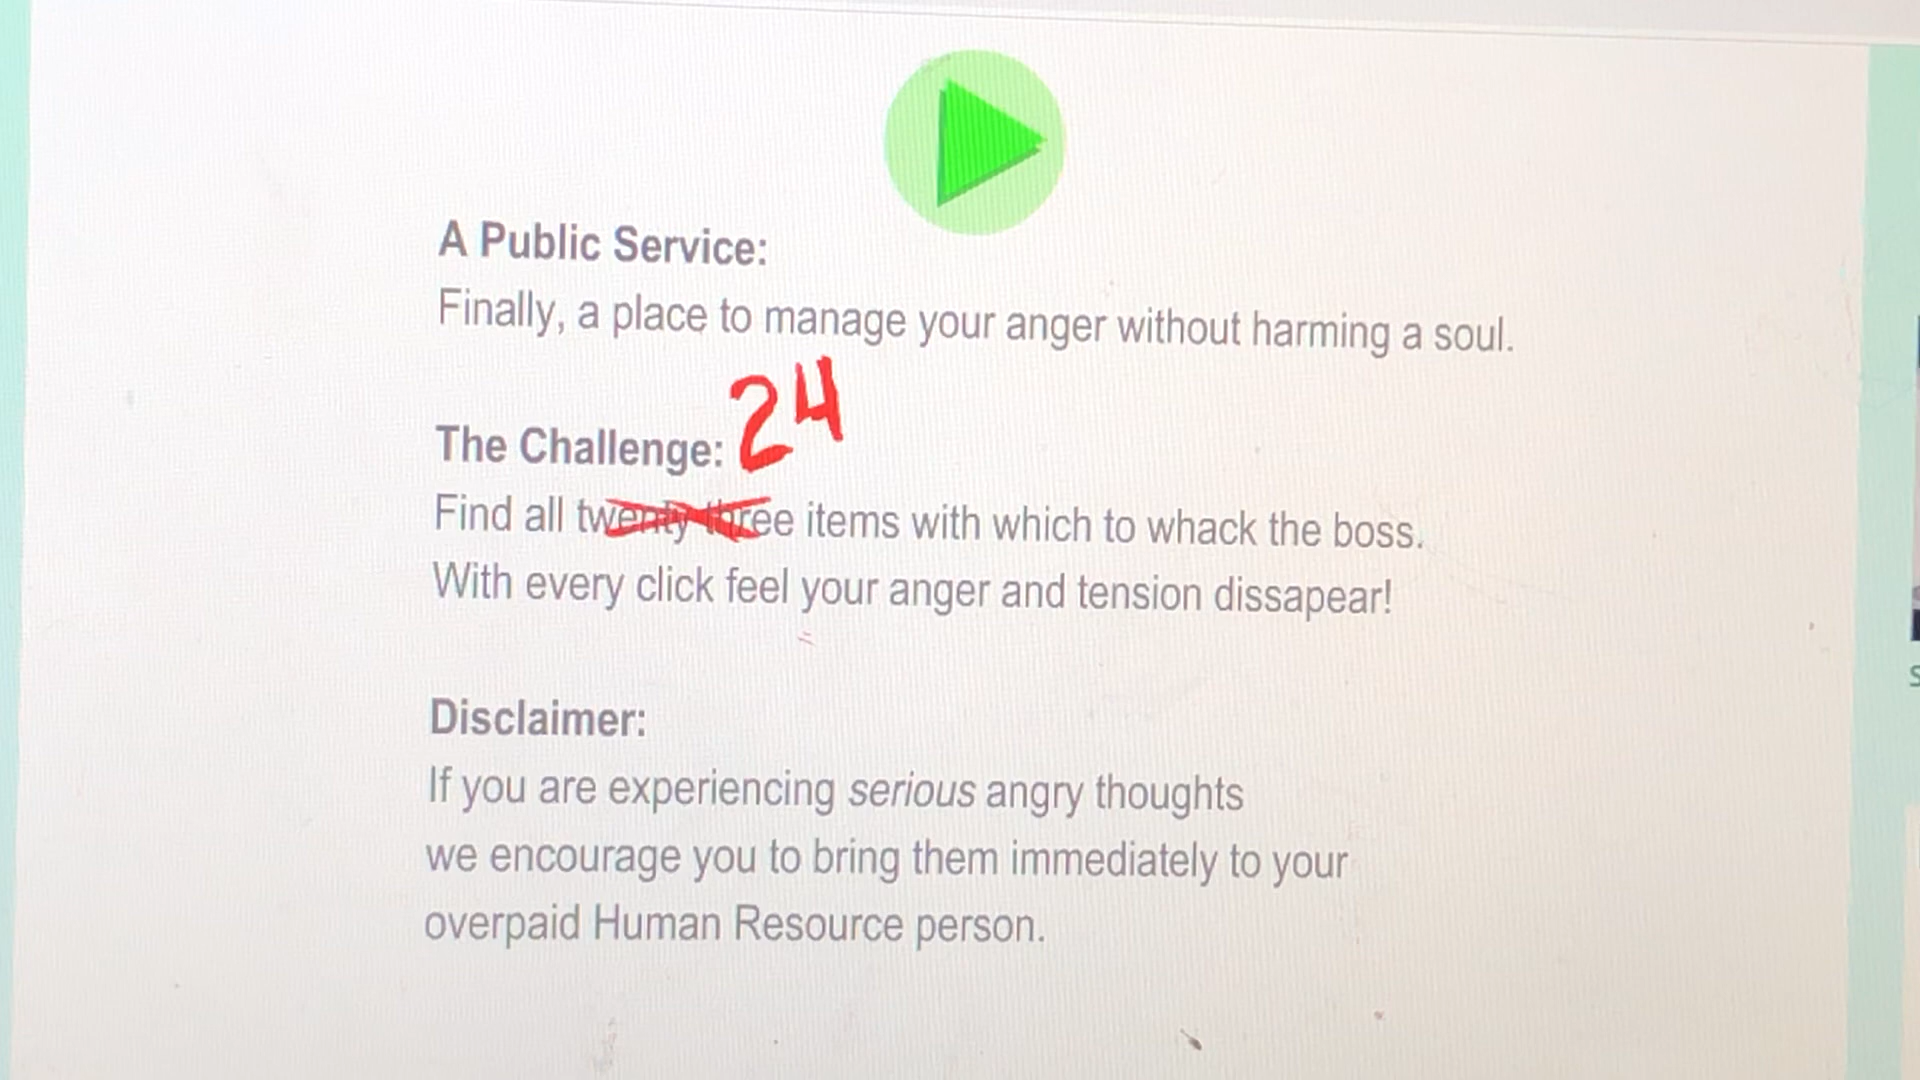 A Public Service:
Finally, a place to manage your anger without harming a soul.
The Challenge: 24
Find all twenty three items with which to whack the boss.
With every click feel your anger and tension dissapear!
Disclaimer:
If you are experiencing serious angry thoughts
we encourage you to bring them immediately to your
overpaid Human Resource person.